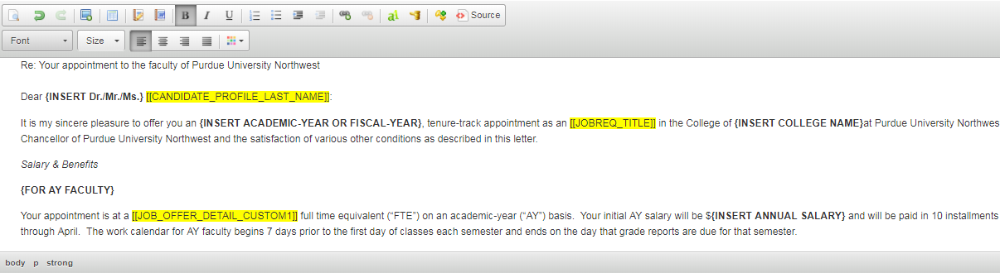 B I U Source
Font Size
Re: Your appointment to the faculty of Purdue University Northwest
Dear {INSERT Dr./Mr./Ms.} [[CANDIDATE_PROFILE_LAST_NAME]]:
It is my sincere pleasure to offer you an {INSERT ACADEMIC-YEAR OR FISCAL-YEAR}, tenure-track appointment as an [[JOBREQ_TITLE]] in the College of {INSERT COLLEGE NAME}at Purdue University Northwes
Chancellor of Purdue University Northwest and the satisfaction of various other conditions as described in this letter.
Salary & Benefits
{FOR AY FACULTY}
Your appointment is at a [[JOB_OFFER_DETAIL_CUSTOM1]] full time equivalent (“FTE”) on an academic-year (“AY”) basis.  Your initial AY salary will be ${INSERT ANNUAL SALARY} and will be paid in 10 installments
through April.  The work calendar for AY faculty begins 7 days prior to the first day of classes each semester and ends on the day that grade reports are due for that semester.
body p strong